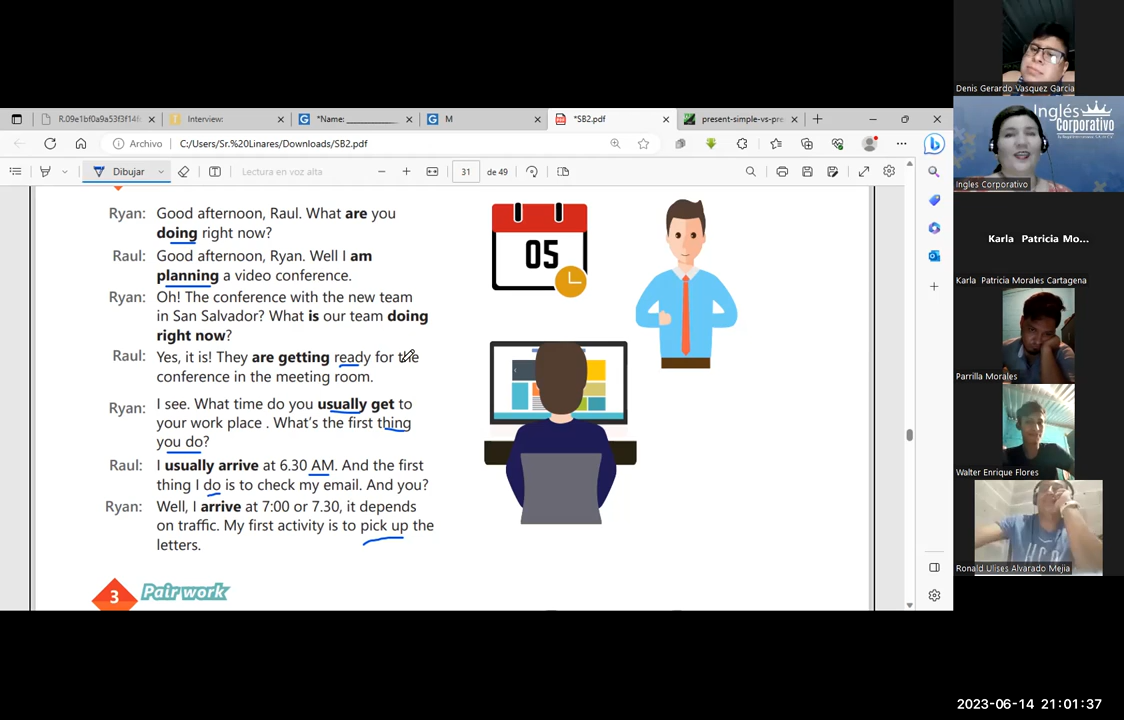 R.09e1bf0a9a53f3f14f
Interview:
*Name: ________
M
*SB2.pdf
present-simple-vs-pre
Archivo
C:/Users/Sr.%20Linares/Downloads/SB2.pdf
Dibujar
Lectura en voz alta
31
de 49
Ryan: Good afternoon, Raul. What are you
doing right now?
Raul: Good afternoon, Ryan. Well I am
planning a video conference.
Ryan: Oh! The conference with the new team
in San Salvador? What is our team doing
right now?
Raul: Yes, it is! They are getting ready for the
conference in the meeting room.
Ryan: I see. What time do you usually get to
your work place . What's the first thing
you do?
Raul: I usually arrive at 6.30 AM. And the first
thing I do is to check my email. And you?
Ryan: Well, I arrive at 7:00 or 7.30, it depends
on traffic. My first activity is to pick up the
letters.
05
3 Pair work
Denis Gerardo Vasquez Garcia
Inglés
Corporativo
Ingles Corporativo
Karla Patricia Mo...
Karla Patricia Morales Cartagena
Parrilla Morales
Walter Enrique Flores
Ronald Ulises Alvarado Mejia
2023-06-14 21:01:37